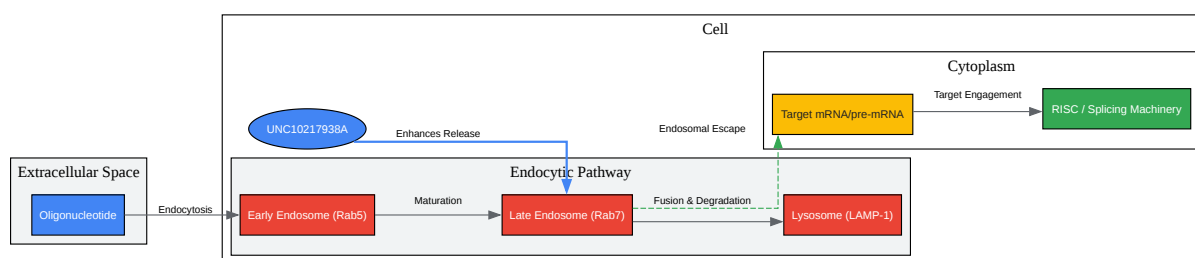 Cell
Cytoplasm
Target mRNA/pre-mRNA
Target Engagement
RISC / Splicing Machinery
UNC10217938A
Enhances Release
Endosomal Escape
Extracellular Space
Oligonucleotide
Endocytosis
Endocytic Pathway
Early Endosome (Rab5)
Maturation
Late Endosome (Rab7)
Fusion & Degradation
Lysosome (LAMP-1)